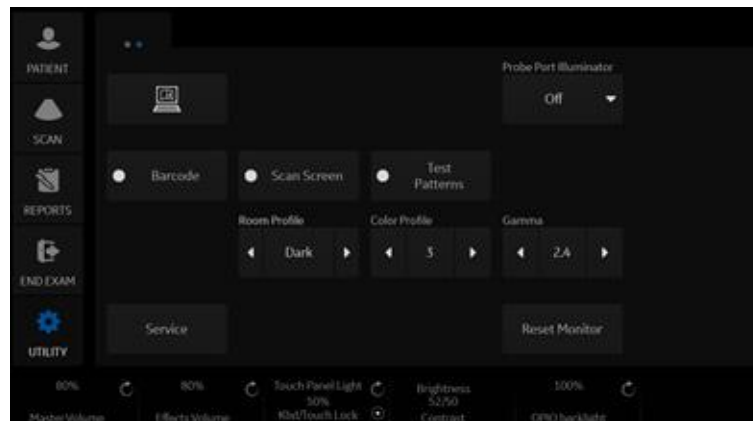 PATIENT
Probe Port Illuminator
Off
SCAN
Barcode
Scan Screen
Test
Patterns
REPORTS
Room Profile
Color Profile
Gamma
Dark
3
2.4
END EXAM
Service
Reset Monitor
UTILITY
80%
80%
Touch Panel Light
50%
Kbd/Touch Lock
Brightness
52/50
Contrast
100%
Master Volume
Effects Volume
backlight